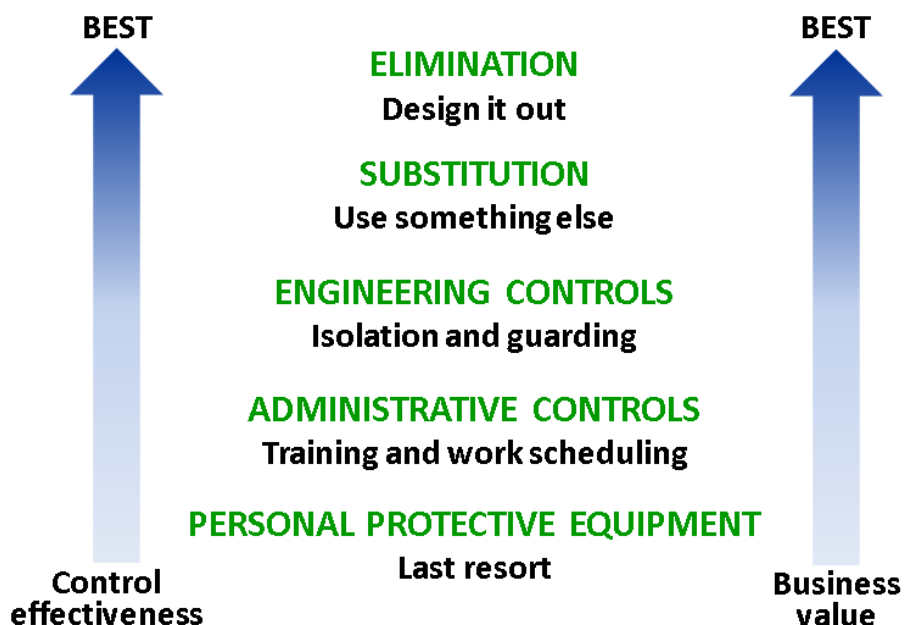 BEST
BEST
ELIMINATION
Design it out
SUBSTITUTION
Use something else
ENGINEERING CONTROLS
Isolation and guarding
ADMINISTRATIVE CONTROLS
Training and work scheduling
PERSONAL PROTECTIVE EQUIPMENT
Last resort
Control
effectiveness
Business
value